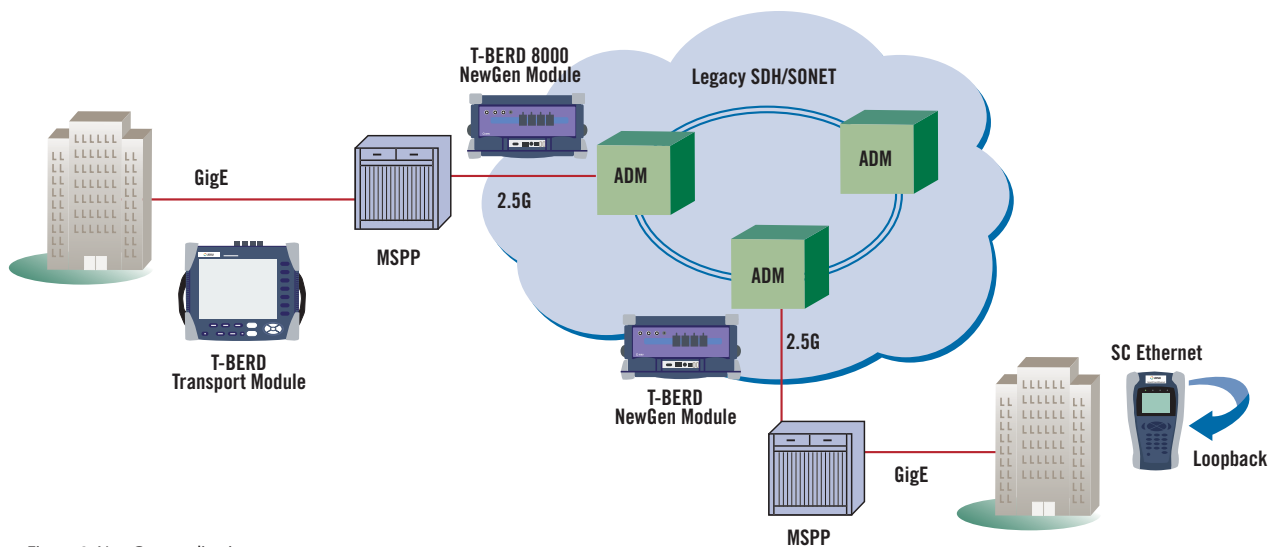 T-BERD 8000
NewGen Module
Legacy SDH/SONET
ADM
ADM
GigE
2.5G
MSPP
ADM
T-BERD
Transport Module
2.5G
SC Ethernet
T-BERD
NewGen Module
Loopback
GigE
MSPP